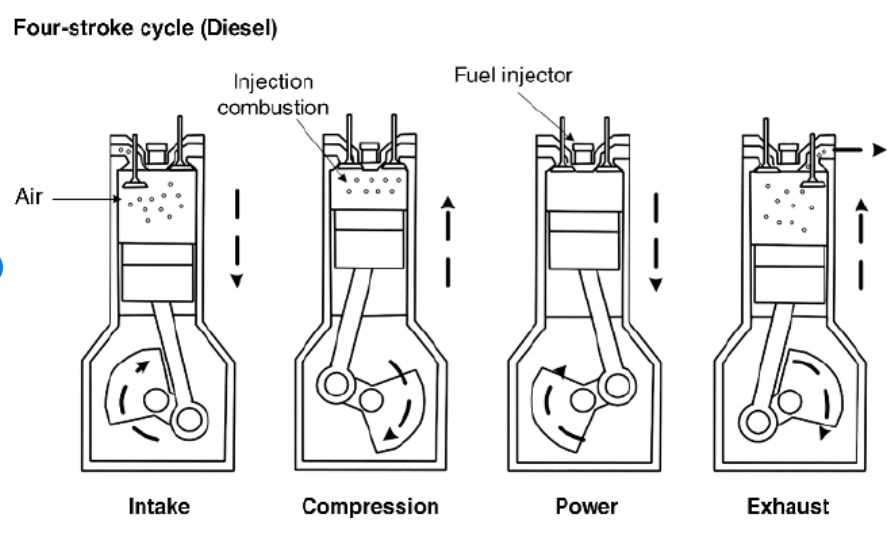 Four-stroke cycle (Diesel)
Injection
combustion
Fuel injector
Air
Intake
Compression
Power
Exhaust